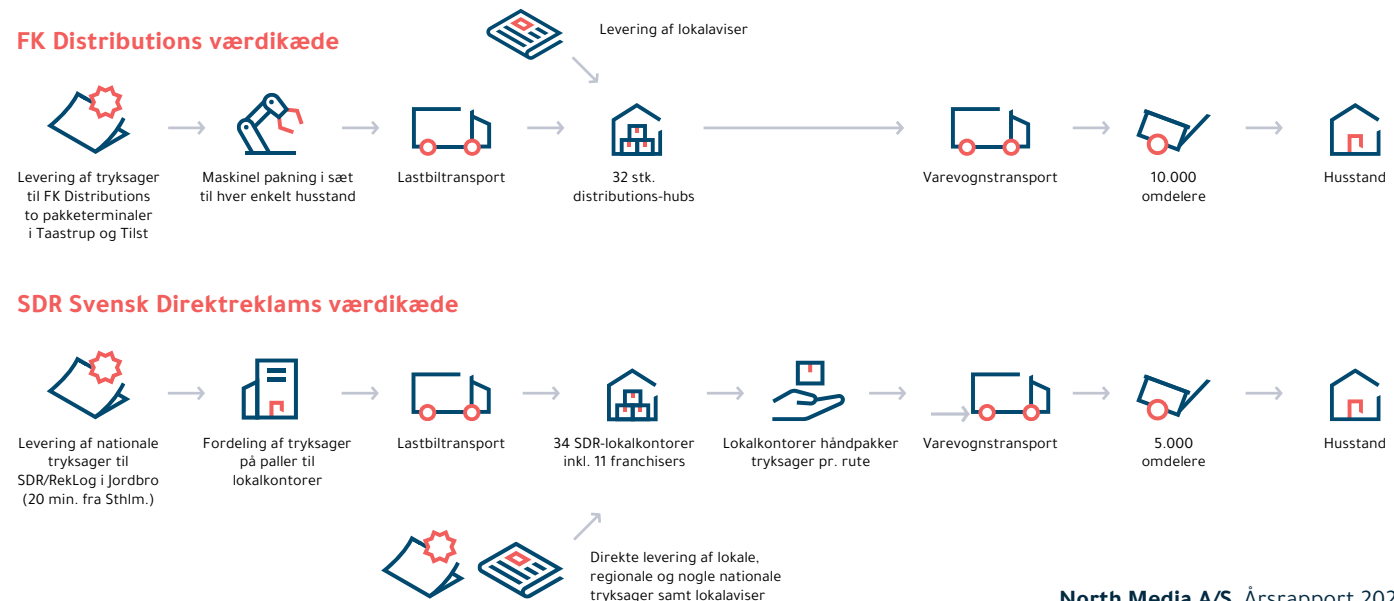 FK Distributions værdikæde
Levering af lokalaviser
Levering af tryksager
til FK Distributions
to pakketerminaler
i Taastrup og Tilst
Maskinel pakning i sæt
til hver enkelt husstand
Lastbiltransport
32 stk.
distributions-hubs
Varevognstransport
10.000
omdelere
Husstand
SDR Svensk Direktreklams værdikæde
Levering af nationale
tryksager til
SDR/RekLog i Jordbro
(20 min. fra Sthlm.)
Fordeling af tryksager
på paller til
lokalkontorer
Lastbiltransport
34 SDR-lokalkontorer
inkl. 11 franchisers
Lokalkontorer håndpakker
tryksager pr. rute
Varevognstransport
5.000
omdelere
Husstand
Direkte levering af lokale,
regionale og nogle nationale
tryksager samt lokalaviser
North Media A/S Årsrapport 202